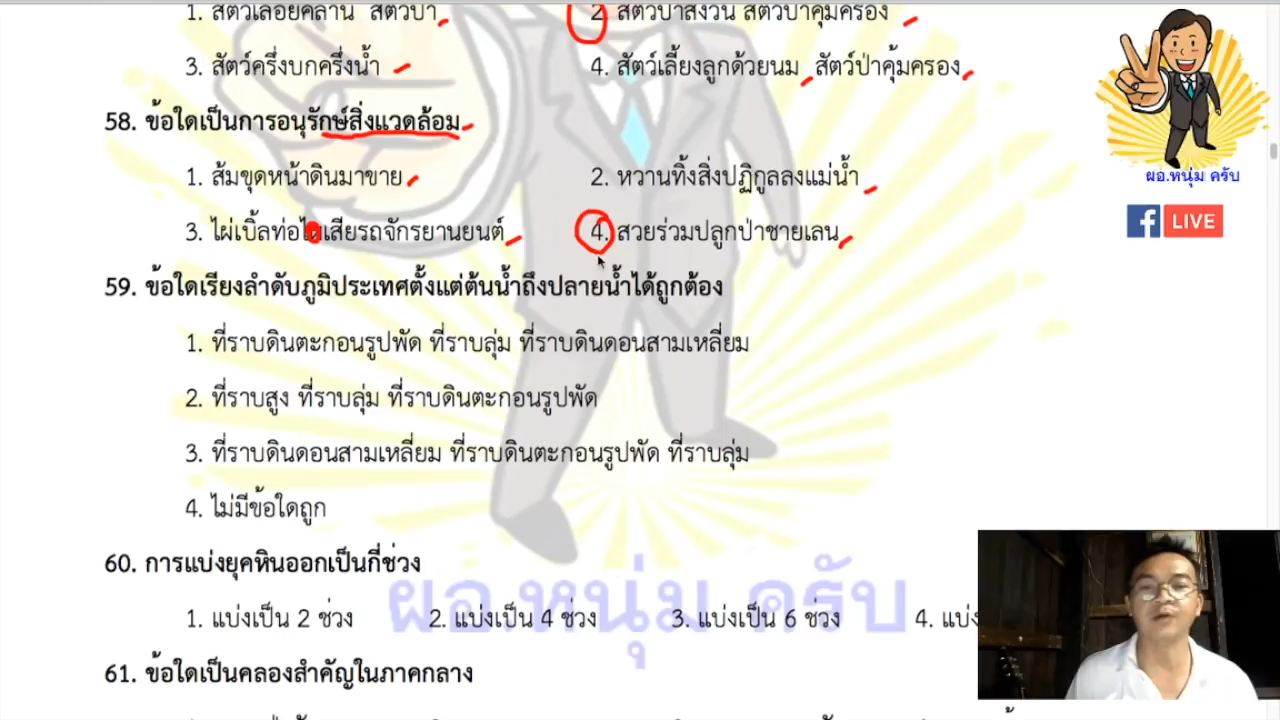 1. สัตว์เลื้อยคลาน สัตว์ป่า
2. สัตว์ป่าสงวน สัตว์ป่าคุ้มครอง
3. สัตว์ครึ่งบกครึ่งน้ำ
4. สัตว์เลี้ยงลูกด้วยนม สัตว์ป่าคุ้มครอง
58. ข้อใดเป็นการอนุรักษ์สิ่งแวดล้อม
1. ส้มขุดหน้าดินมาขาย
2. หวานทิ้งสิ่งปฏิกูลลงแม่น้ำ
3. ไผ่เบิ้ลท่อไอเสียรถจักรยานยนต์
4. สวยร่วมปลูกป่าชายเลน
59. ข้อใดเรียงลำดับภูมิประเทศตั้งแต่ต้นน้ำถึงปลายน้ำได้ถูกต้อง
1. ที่ราบดินตะกอนรูปพัด ที่ราบลุ่ม ที่ราบดินดอนสามเหลี่ยม
2. ที่ราบสูง ที่ราบลุ่ม ที่ราบดินตะกอนรูปพัด
3. ที่ราบดินดอนสามเหลี่ยม ที่ราบดินตะกอนรูปพัด ที่ราบลุ่ม
4. ไม่มีข้อใดถูก
60. การแบ่งยุคหินออกเป็นกี่ช่วง
1. แบ่งเป็น 2 ช่วง 2. แบ่งเป็น 4 ช่วง 3. แบ่งเป็น 6 ช่วง 4. แบ่ง
61. ข้อใดเป็นคลองสำคัญในภาคกลาง
ผอ.หนุ่ม ครับ
ผอ.หนุ่ม ครับ
f LIVE